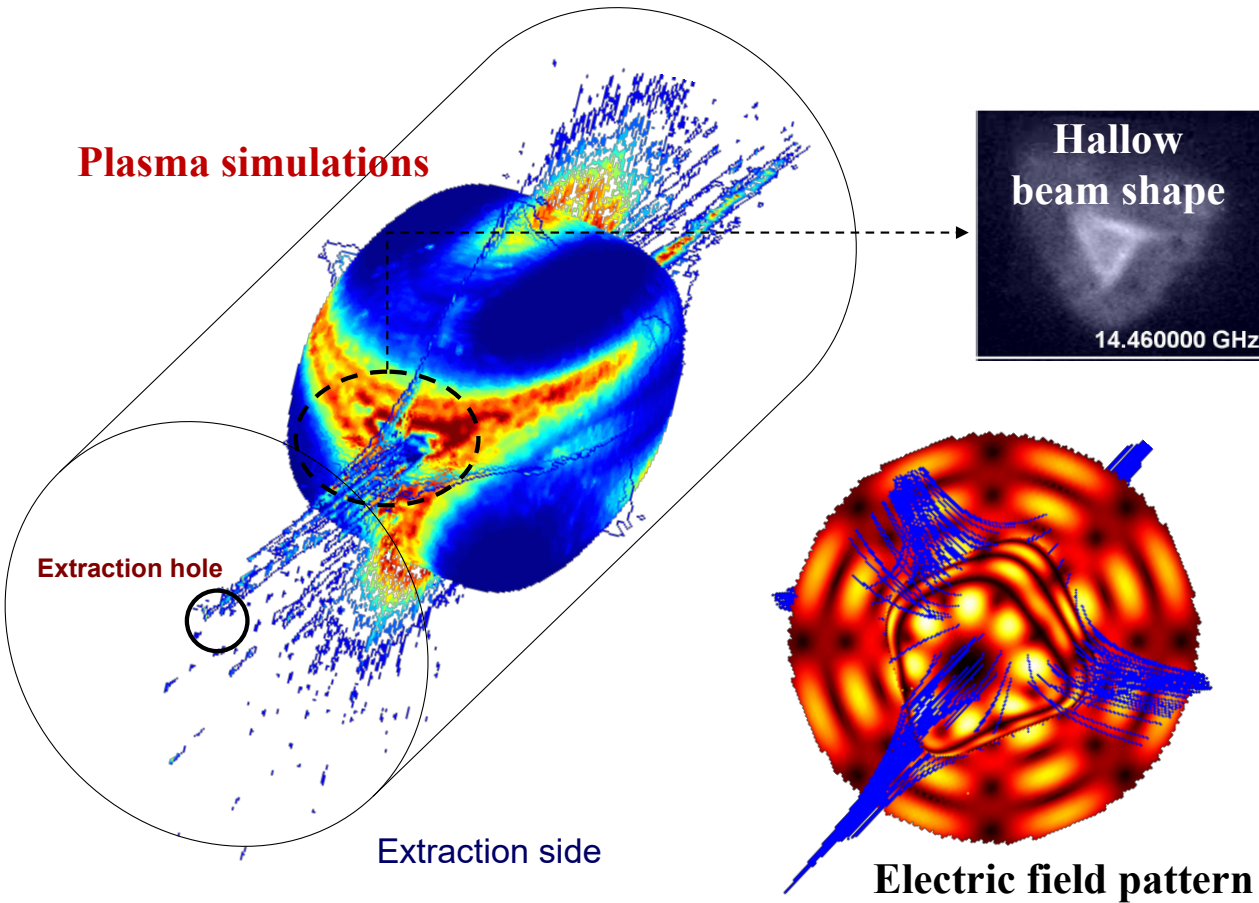 Plasma simulations
Hallow
beam shape
14.460000 GHz
Extraction hole
Extraction side
Electric field pattern